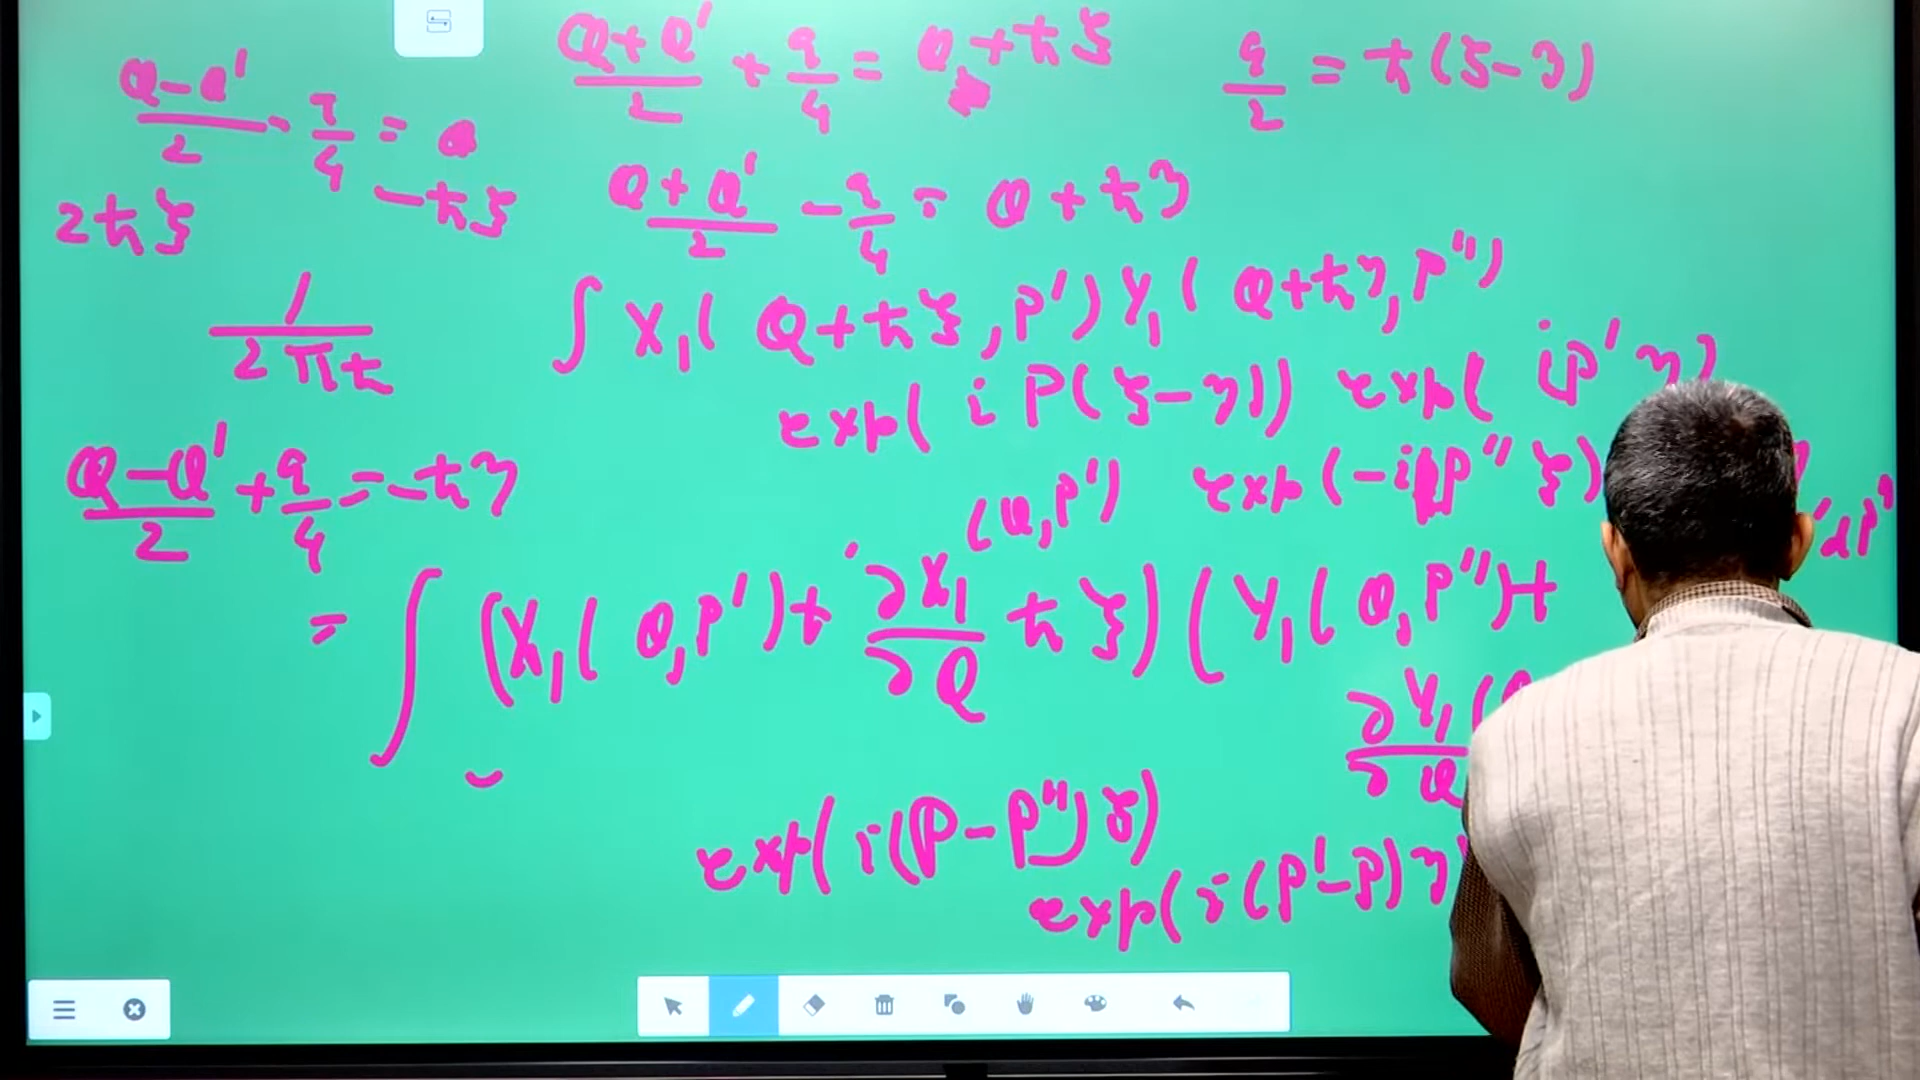 (Q-Q')/2 - q/4 = Q
-ħξ
(Q+Q')/2 + q/4 = Q+ħξ
q/2 = ħ(ξ-η)
2ħξ
(Q+Q')/2 - q/4 = Q+ħη
1/(2πħ)
∫ X₁( Q+ħξ, P') Y₁( Q+ħη, P'')
exp( i P(ξ-η)) exp( iP'η)
(Q-Q')/2 + q/4 = -ħη
exp(-iP''ξ)
dP''
(Q,P')
= ∫ (X₁( Q,P') + ∂X₁/∂Q ħξ) ( Y₁( Q,P'')+
∂Y₁/∂Q (
exp( i(P-P'')ξ)
exp( i(P'-P)η